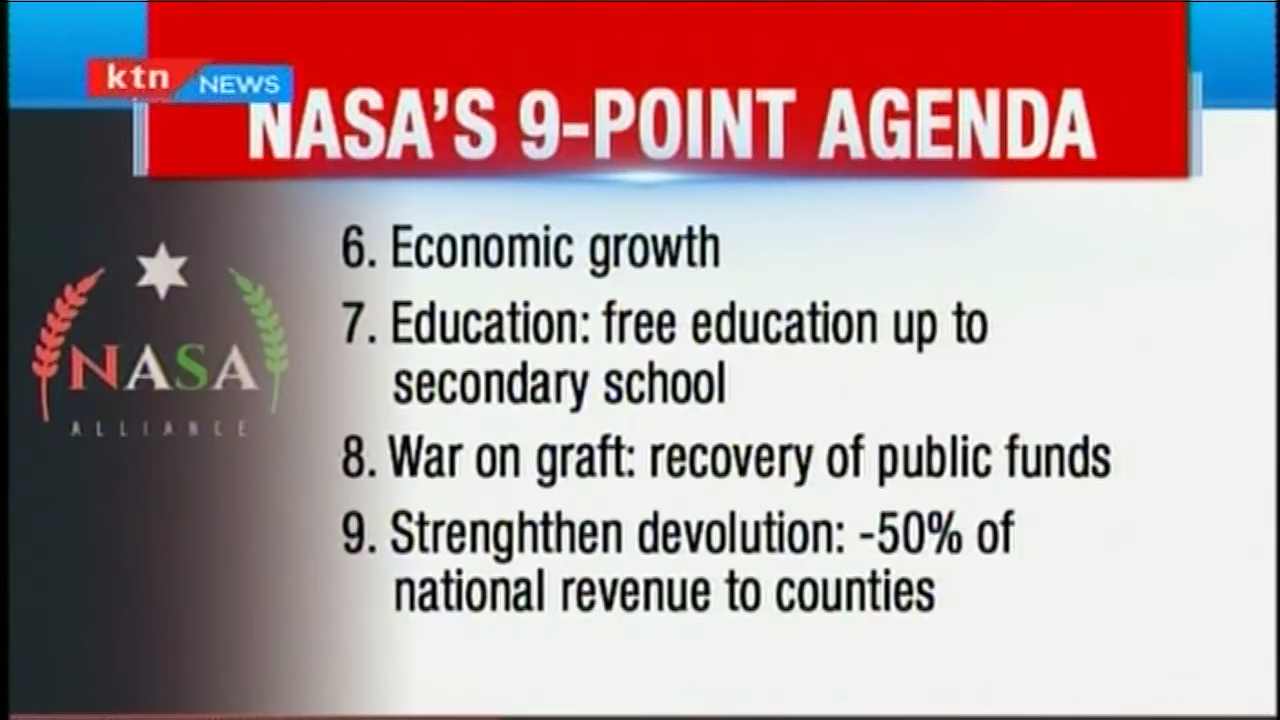 ktn NEWS
NASA'S 9-POINT AGENDA
6. Economic growth
7. Education: free education up to
secondary school
8. War on graft: recovery of public funds
9. Strenghthen devolution: -50% of
national revenue to counties
NASA
ALLIANCE